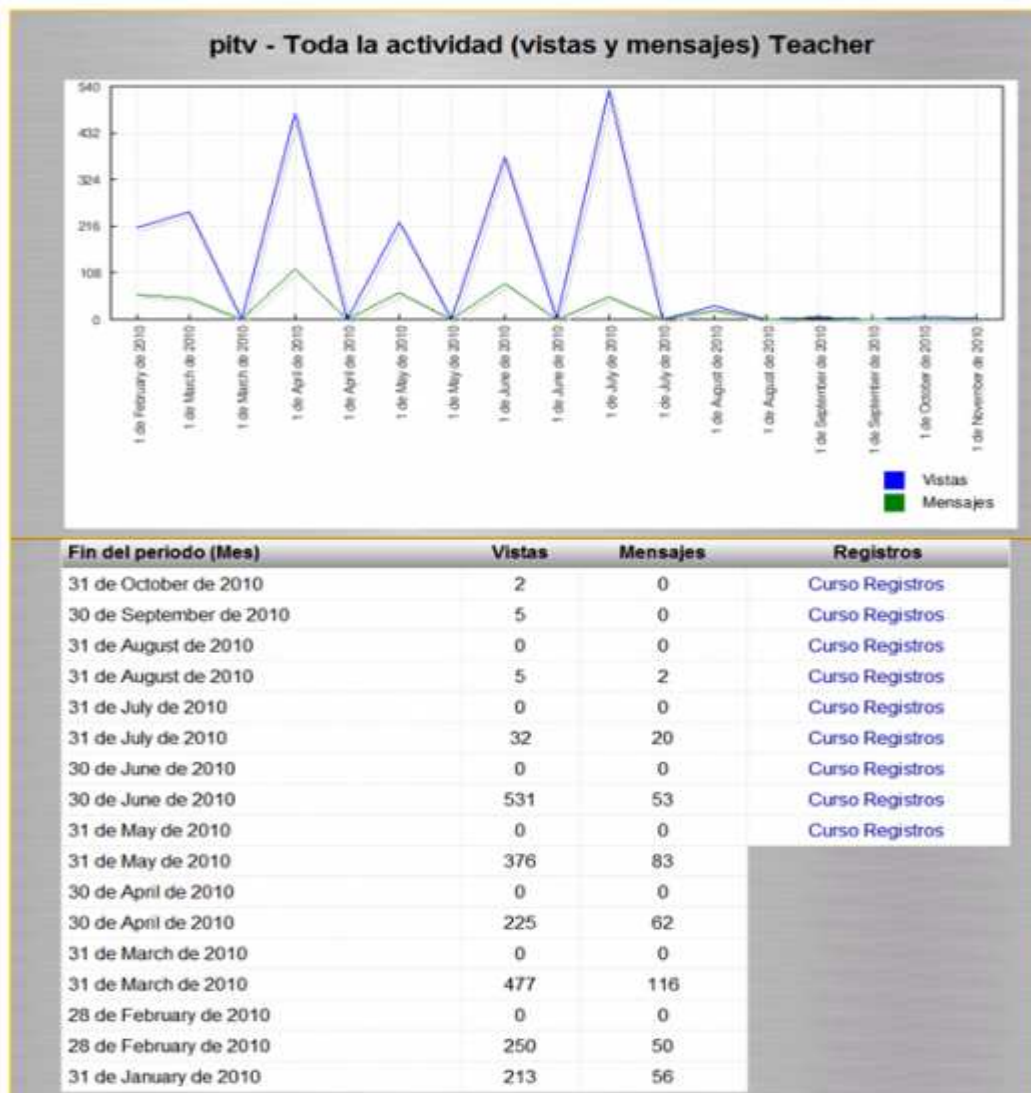 pitv - Toda la actividad (vistas y mensajes) Teacher
540
432
324
216
108
0
1 de February de 2010
1 de March de 2010
1 de March de 2010
1 de April de 2010
1 de April de 2010
1 de May de 2010
1 de May de 2010
1 de June de 2010
1 de June de 2010
1 de July de 2010
1 de July de 2010
1 de August de 2010
1 de August de 2010
1 de September de 2010
1 de September de 2010
1 de October de 2010
1 de November de 2010
Vistas
Mensajes
Fin del periodo (Mes) Vistas Mensajes Registros
31 de October de 2010 2 0 Curso Registros
30 de September de 2010 5 0 Curso Registros
31 de August de 2010 0 0 Curso Registros
31 de August de 2010 5 2 Curso Registros
31 de July de 2010 0 0 Curso Registros
31 de July de 2010 32 20 Curso Registros
30 de June de 2010 0 0 Curso Registros
30 de June de 2010 531 53 Curso Registros
31 de May de 2010 0 0 Curso Registros
31 de May de 2010 376 83
30 de April de 2010 0 0
30 de April de 2010 225 62
31 de March de 2010 0 0
31 de March de 2010 477 116
28 de February de 2010 0 0
28 de February de 2010 250 50
31 de January de 2010 213 56